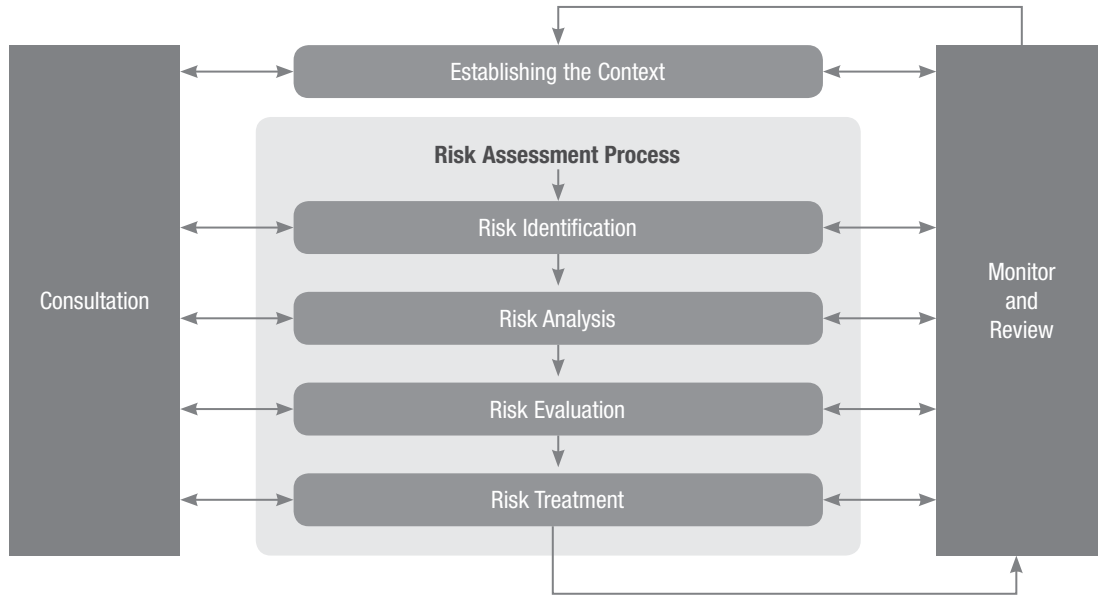 Establishing the Context
Risk Assessment Process
Risk Identification
Risk Analysis
Risk Evaluation
Risk Treatment
Consultation
Monitor
and
Review